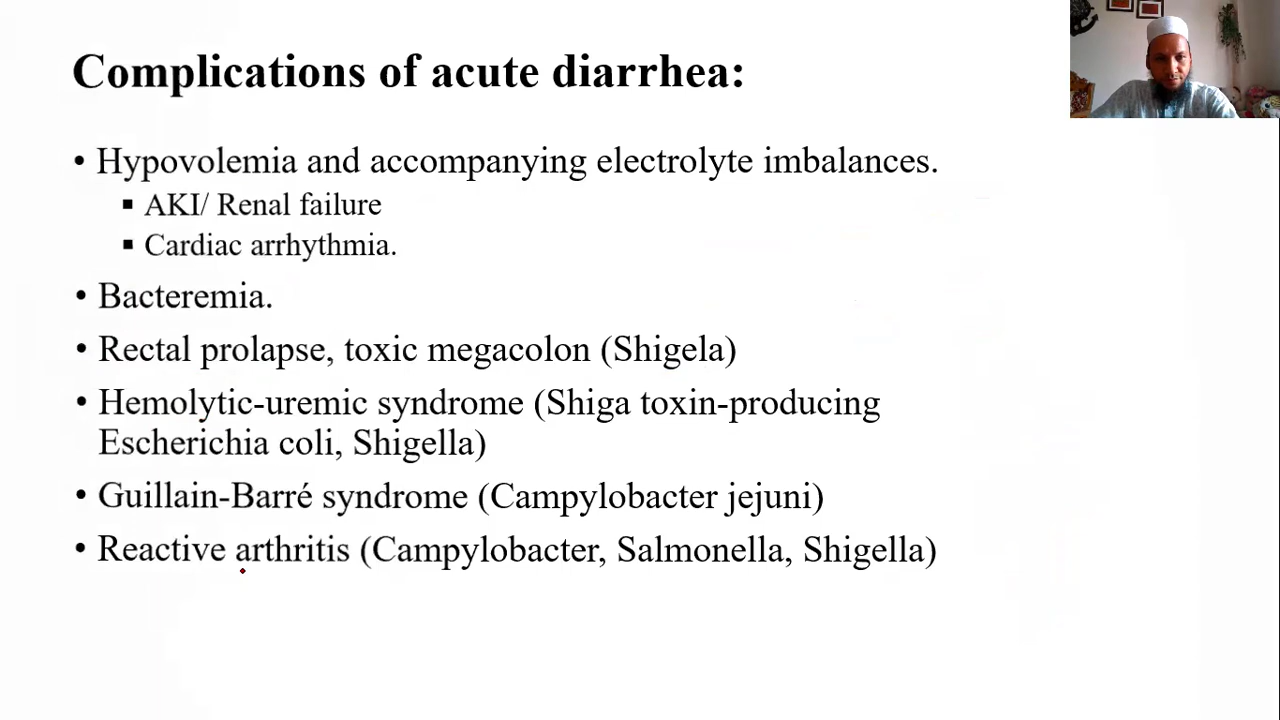 Complications of acute diarrhea:
• Hypovolemia and accompanying electrolyte imbalances.
▪ AKI/ Renal failure
▪ Cardiac arrhythmia.
• Bacteremia.
• Rectal prolapse, toxic megacolon (Shigela)
• Hemolytic-uremic syndrome (Shiga toxin-producing
Escherichia coli, Shigella)
• Guillain-Barré syndrome (Campylobacter jejuni)
• Reactive arthritis (Campylobacter, Salmonella, Shigella)